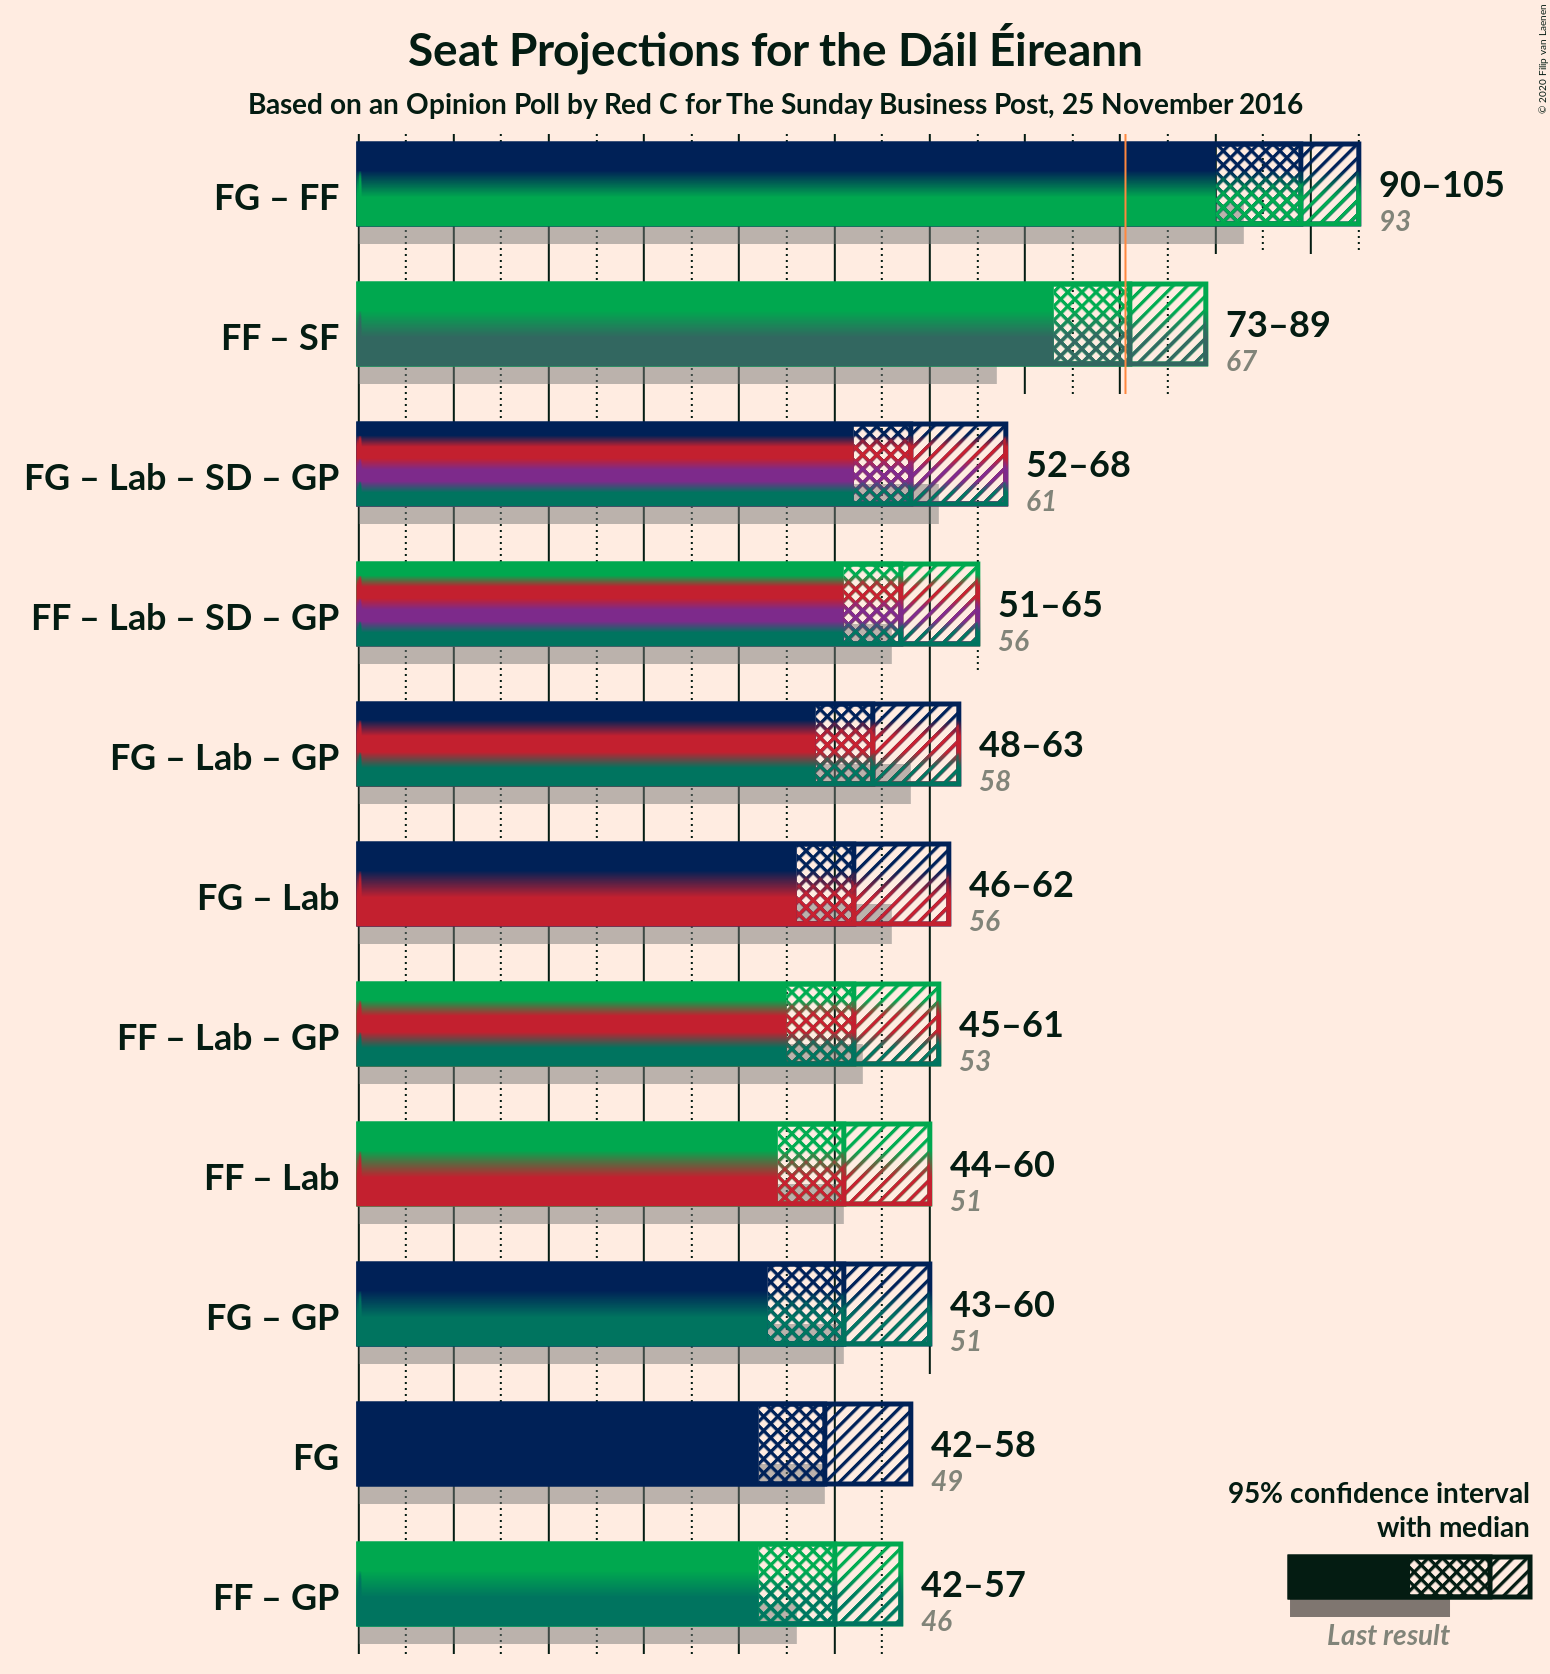 Seat Projections for the Dáil Éireann
Based on an Opinion Poll by Red C for The Sunday Business Post, 25 November 2016
© 2020 Filip van Laenen
FG – FF
90–105
93
FF – SF
73–89
67
FG – Lab – SD – GP
52–68
61
FF – Lab – SD – GP
51–65
56
FG – Lab – GP
48–63
58
FG – Lab
46–62
56
FF – Lab – GP
45–61
53
FF – Lab
44–60
51
FG – GP
43–60
51
FG
42–58
49
FF – GP
42–57
46
95% confidence interval
with median
Last result